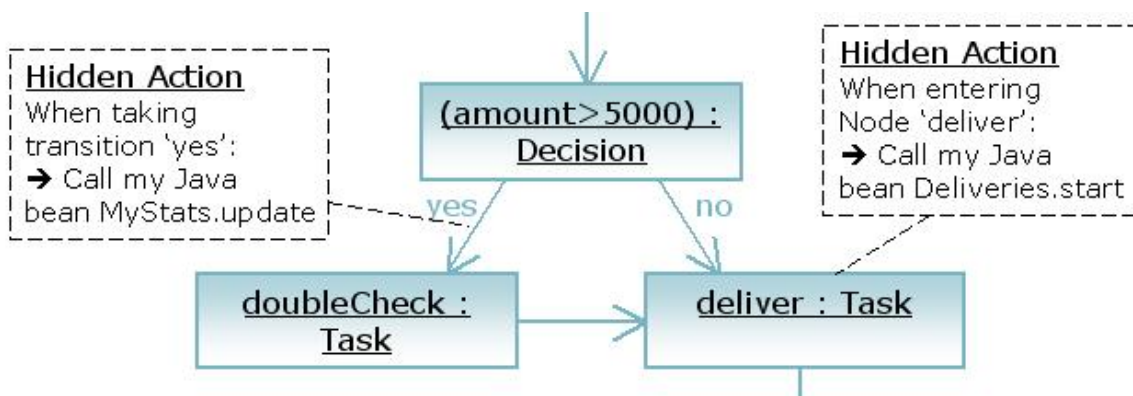 Hidden Action
When taking
transition ‘yes’:
➔ Call my Java
bean MyStats.update
(amount>5000) :
Decision
Hidden Action
When entering
Node ‘deliver’:
➔ Call my Java
bean Deliveries.start
yes
no
doubleCheck :
Task
deliver : Task